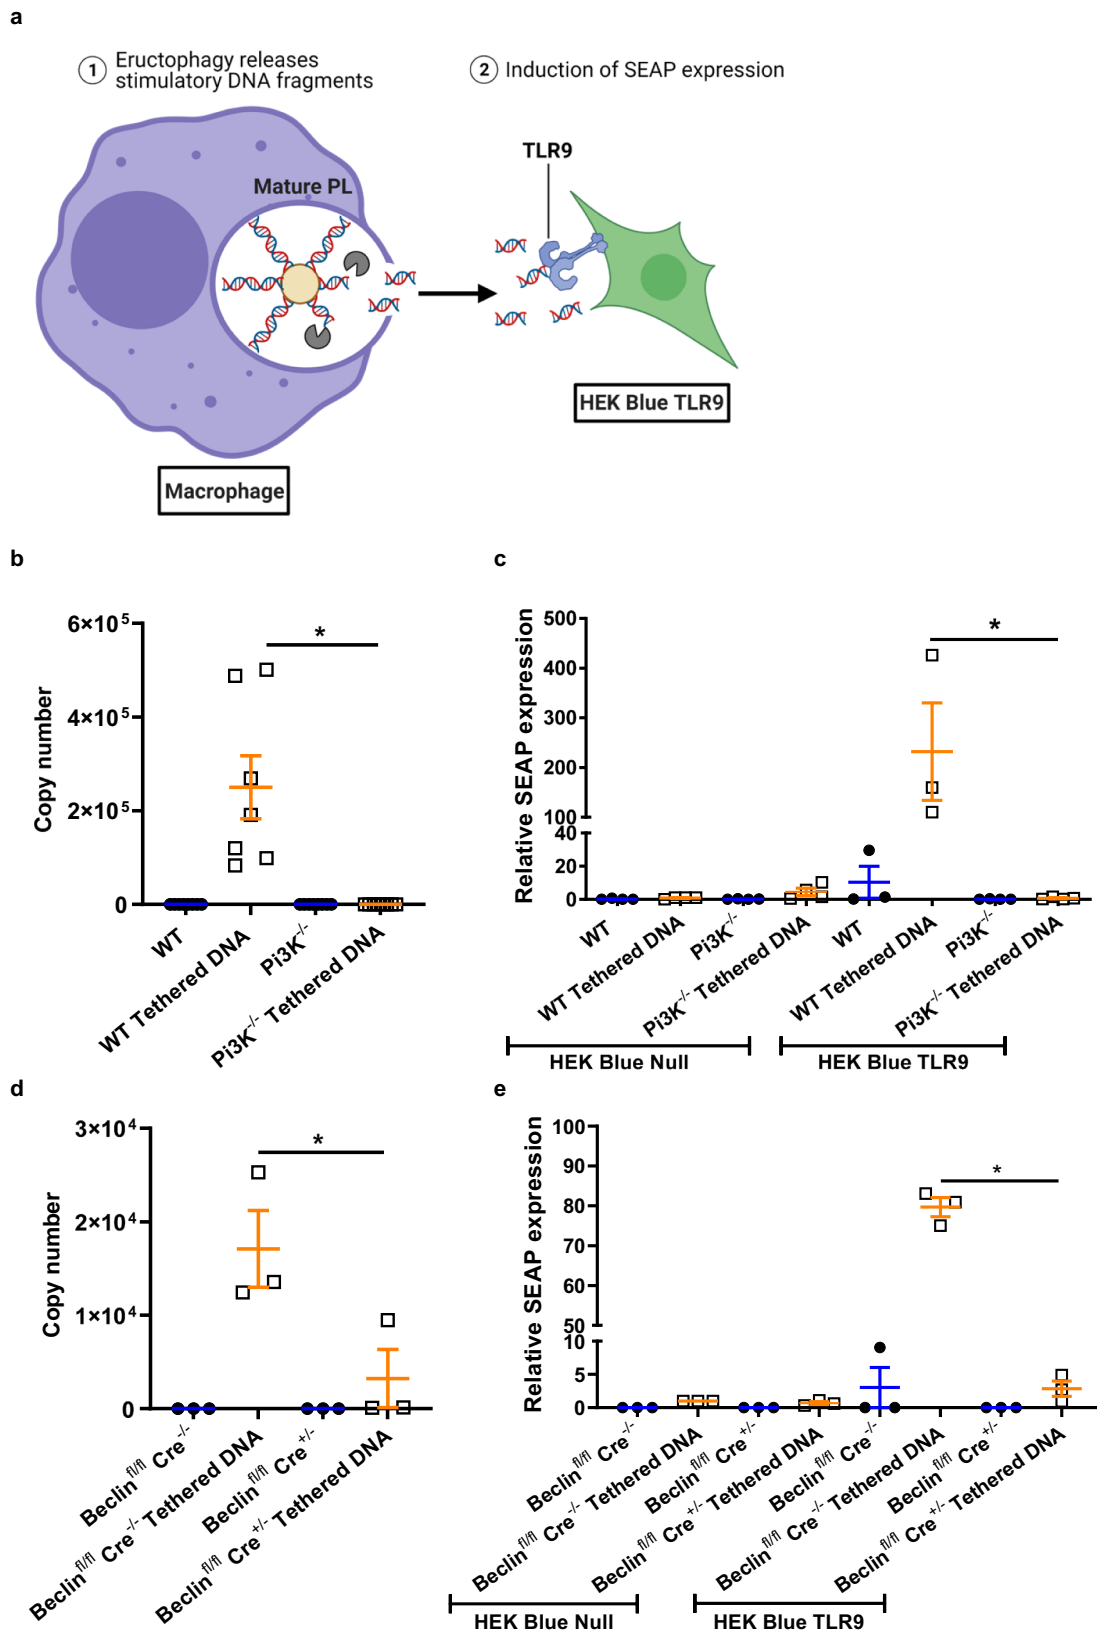 a
1 Eructophagy releases
stimulatory DNA fragments
2 Induction of SEAP expression
TLR9
Mature PL
HEK Blue TLR9
Macrophage
b
Copy number
6×10⁵
4×10⁵
2×10⁵
0
*
WT
WT Tethered DNA
Pi3K⁻/⁻
Pi3K⁻/⁻ Tethered DNA
c
Relative SEAP expression
500
400
300
200
100
40
20
0
*
WT
WT Tethered DNA
Pi3K⁻/⁻
Pi3K⁻/⁻ Tethered DNA
WT
WT Tethered DNA
Pi3K⁻/⁻
Pi3K⁻/⁻ Tethered DNA
HEK Blue Null
HEK Blue TLR9
d
Copy number
3×10⁴
2×10⁴
1×10⁴
0
*
Beclin fl/fl Cre⁻/⁻
Beclin fl/fl Cre⁻/⁻ Tethered DNA
Beclin fl/fl Cre⁺/⁻
Beclin fl/fl Cre⁺/⁻ Tethered DNA
e
Relative SEAP expression
100
90
80
70
60
50
10
5
0
*
Beclin fl/fl Cre⁻/⁻
Beclin fl/fl Cre⁻/⁻ Tethered DNA
Beclin fl/fl Cre⁺/⁻
Beclin fl/fl Cre⁺/⁻ Tethered DNA
Beclin fl/fl Cre⁻/⁻
Beclin fl/fl Cre⁻/⁻ Tethered DNA
Beclin fl/fl Cre⁺/⁻
Beclin fl/fl Cre⁺/⁻ Tethered DNA
HEK Blue Null
HEK Blue TLR9